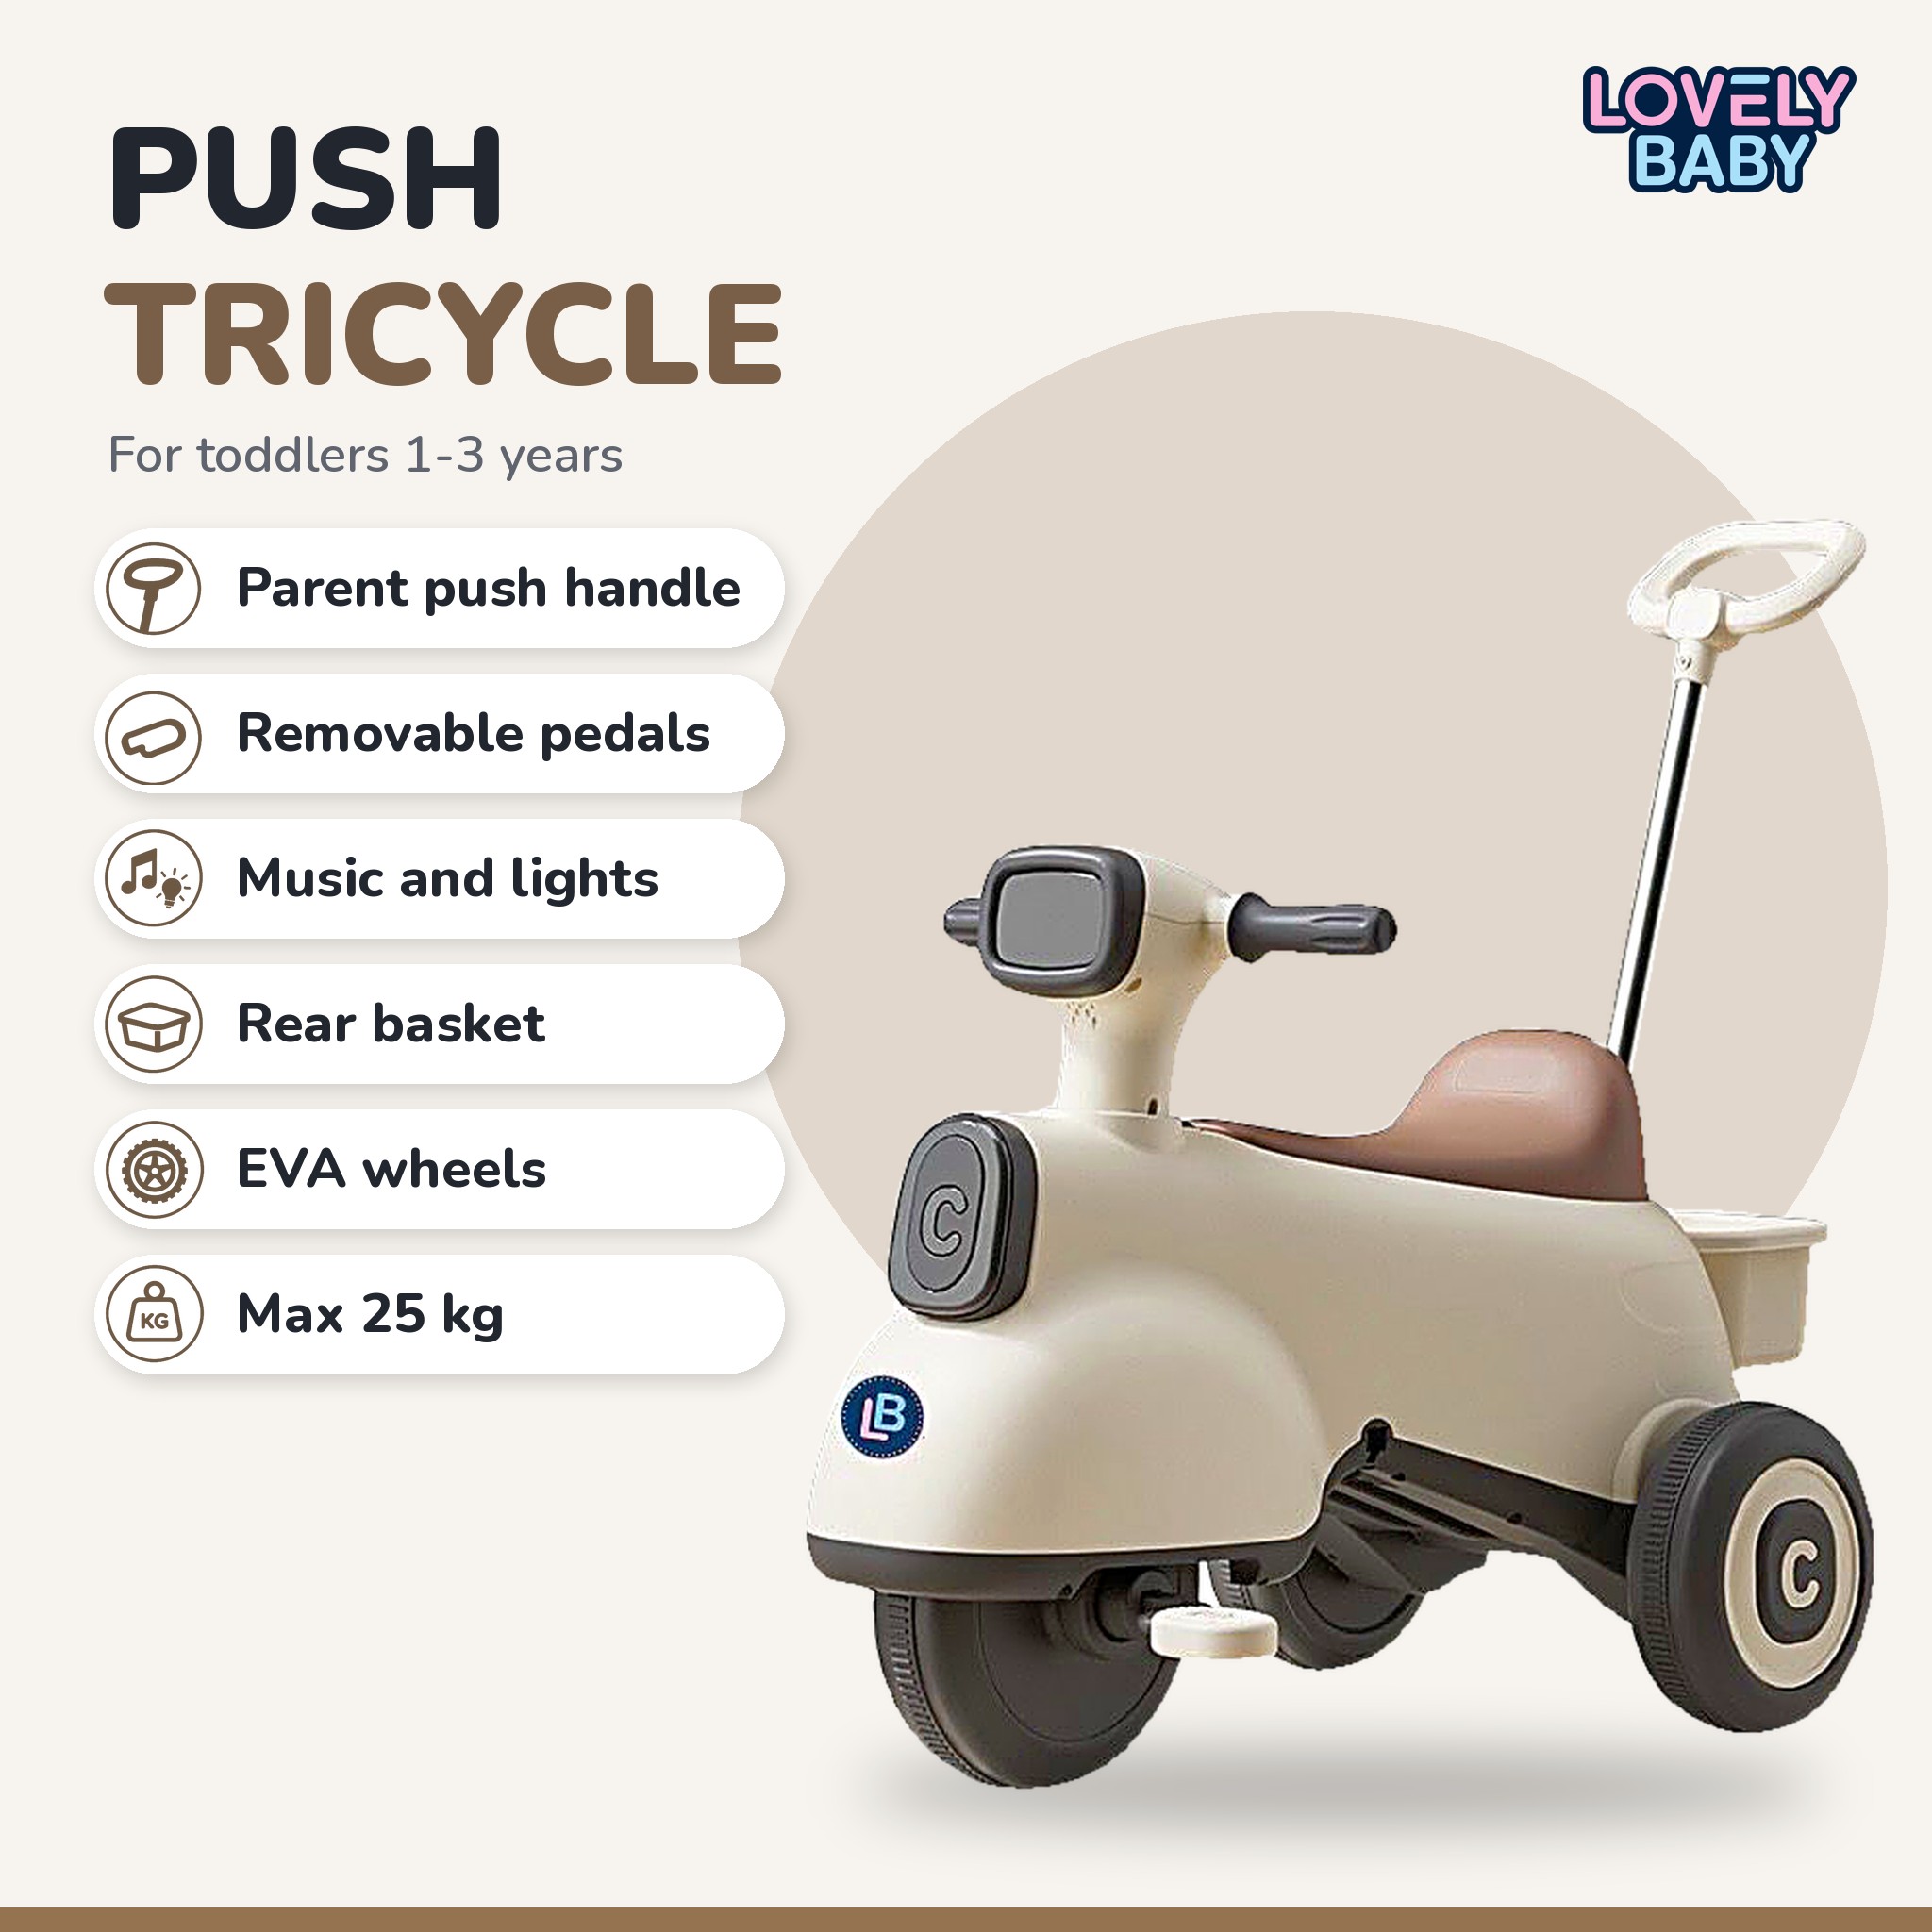 LOVELY
BABY
PUSH
TRICYCLE
For toddlers 1-3 years
Parent push handle
Removable pedals
Music and lights
Rear basket
EVA wheels
KG
Max 25 kg
C
LB
C